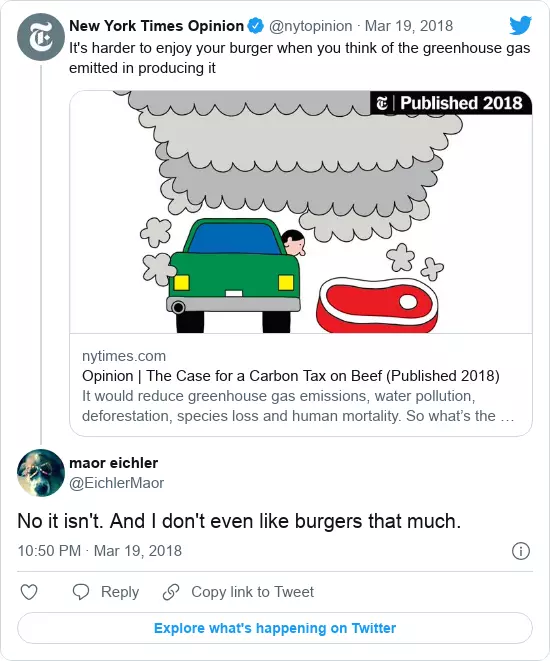 New York Times Opinion @nytopinion · Mar 19, 2018
It's harder to enjoy your burger when you think of the greenhouse gas
emitted in producing it
T | Published 2018
nytimes.com
Opinion | The Case for a Carbon Tax on Beef (Published 2018)
It would reduce greenhouse gas emissions, water pollution,
deforestation, species loss and human mortality. So what's the ...
maor eichler
@EichlerMaor
No it isn't. And I don't even like burgers that much.
10:50 PM · Mar 19, 2018
Reply Copy link to Tweet
Explore what's happening on Twitter